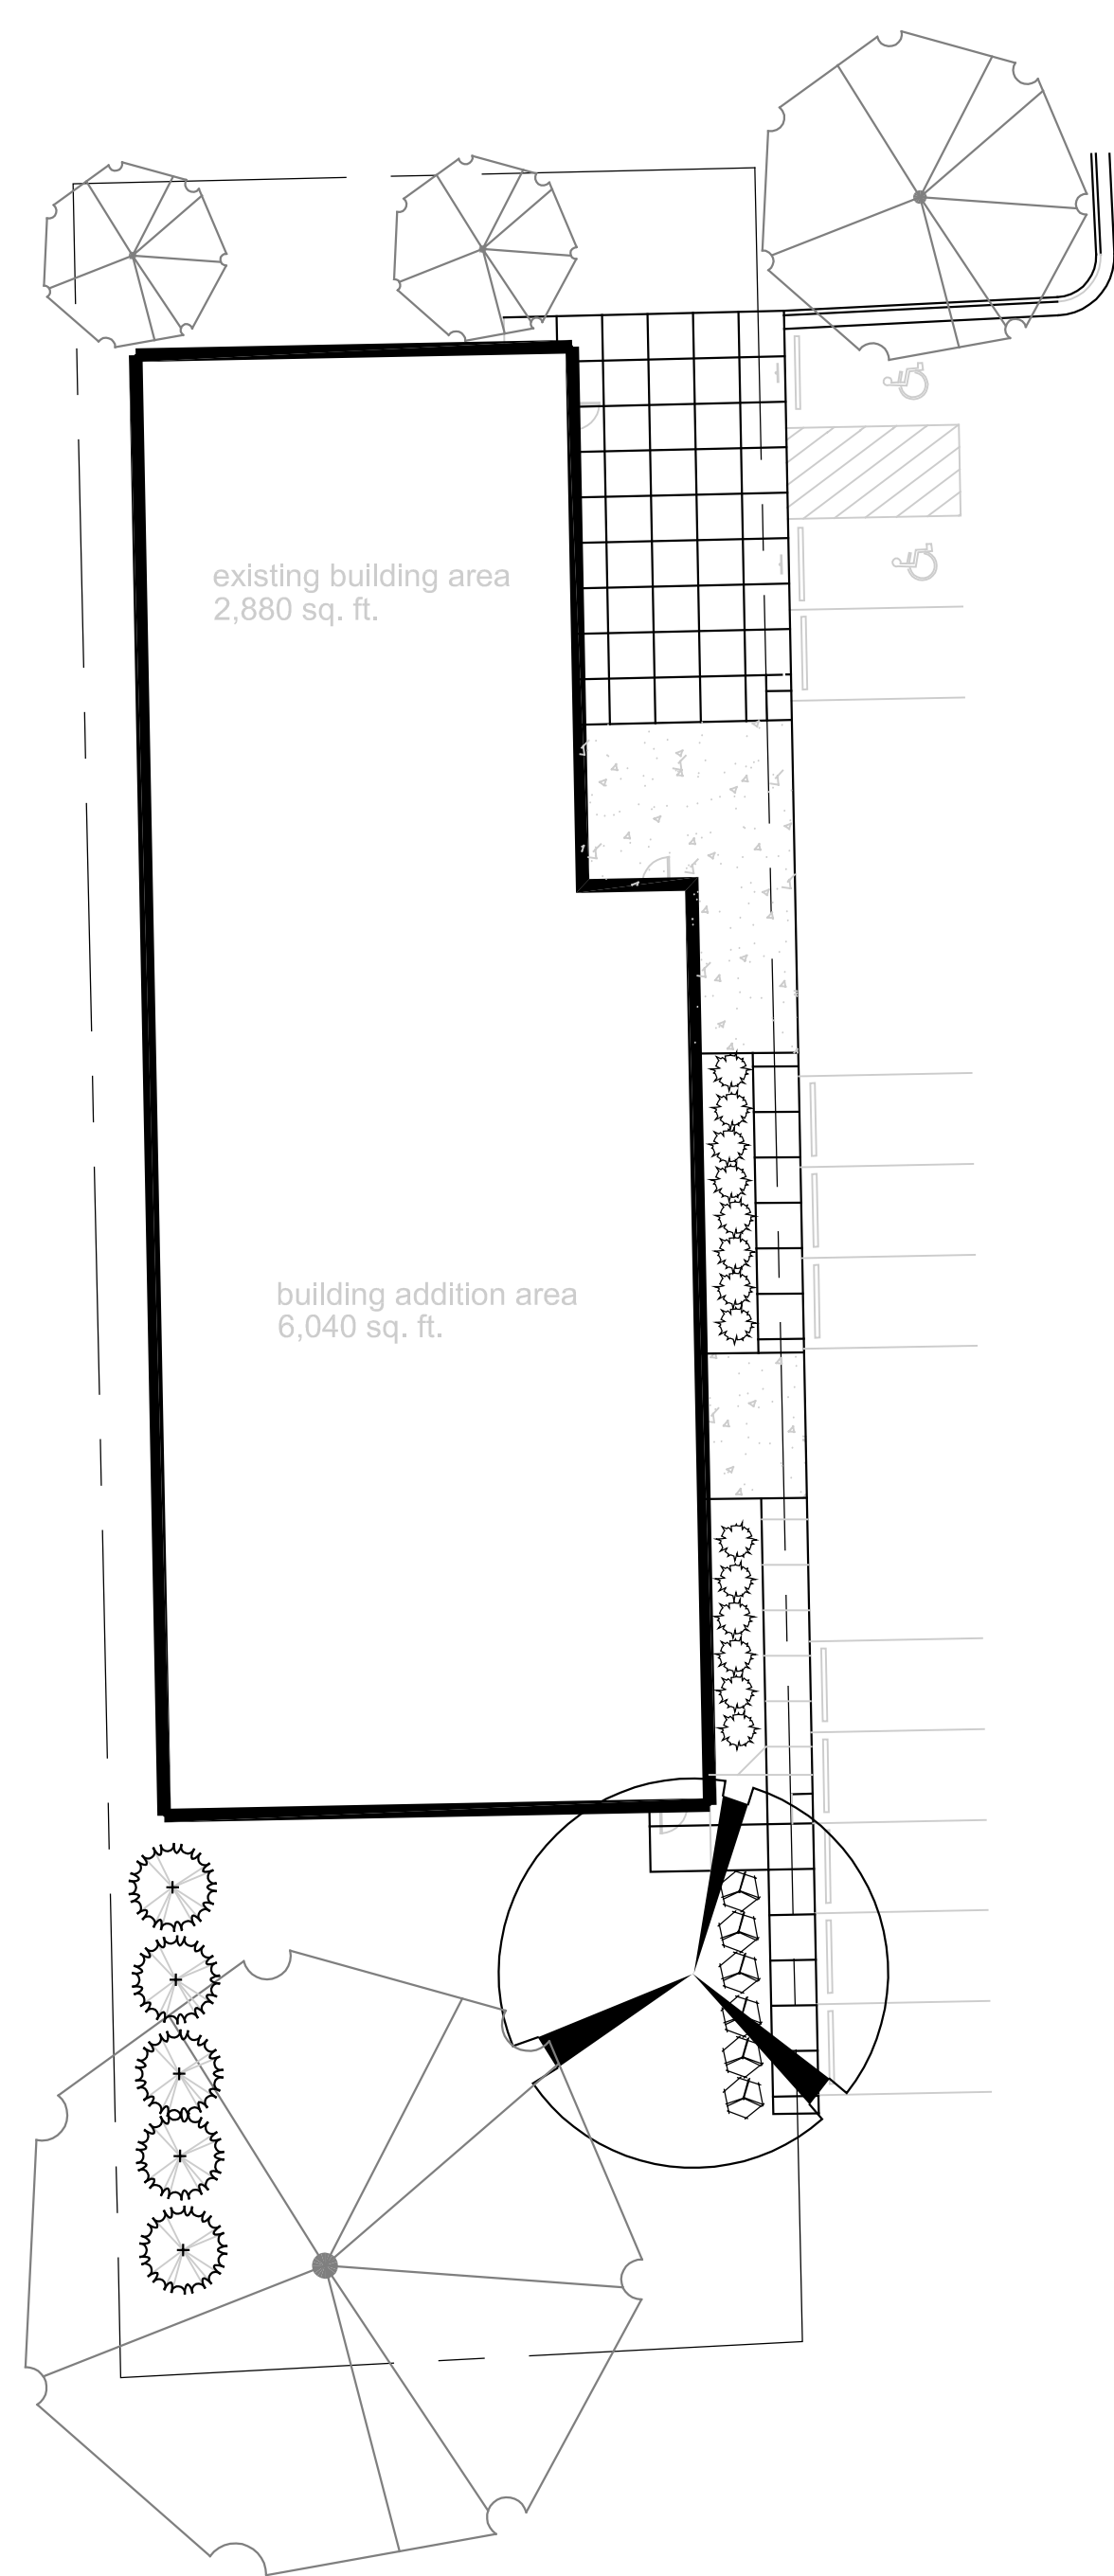 existing building area
2,880 sq. ft.
building addition area
6,040 sq. ft.